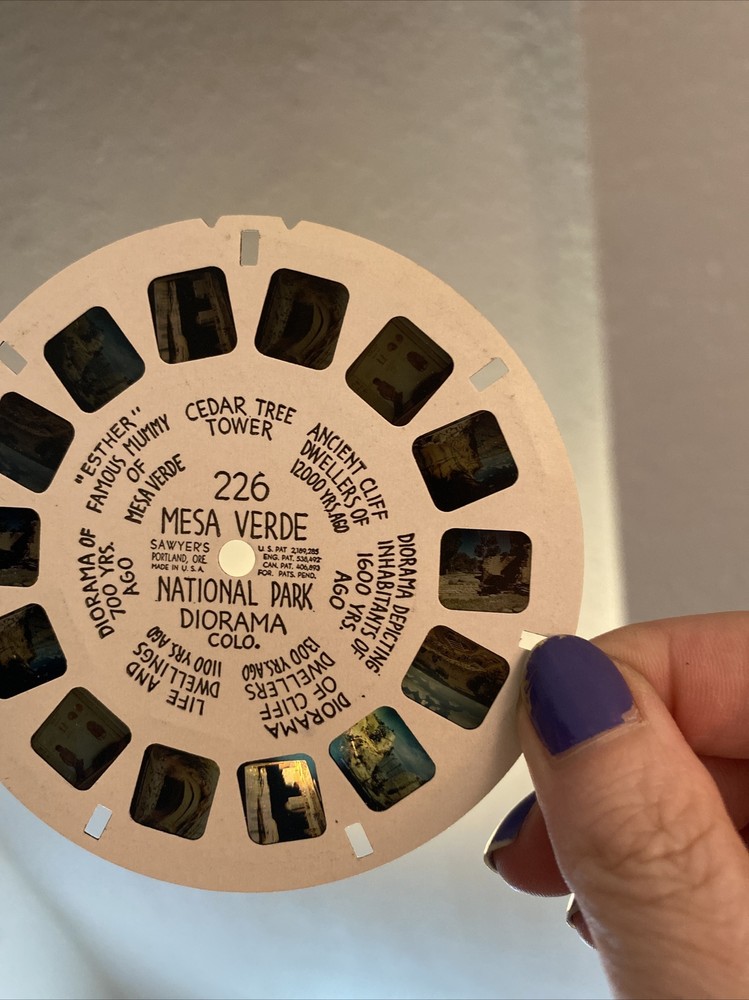 226
MESA VERDE
SAWYER'S
PORTLAND, ORE.
MADE IN U.S.A.
U.S. PAT 2,189,285
ENG. PAT. 538,492
CAN. PAT. 406,893
FOR. PATS. PEND.
NATIONAL PARK
DIORAMA
COLO.
CEDAR TREE
TOWER
ANCIENT CLIFF
DWELLERS OF
12000 YRS. AGO
DIORAMA DEPICTING
INHABITANTS OF
1600 YRS.
AGO
DIORAMA
OF CLIFF
DWELLERS
1300 YRS AGO
LIFE AND
DWELLINGS
1100 YRS AGO
DIORAMA OF
700 YRS.
AGO
"ESTHER"
FAMOUS MUMMY
OF
MESA VERDE